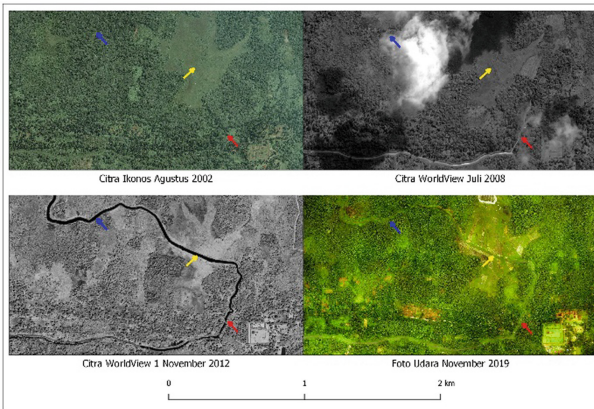 Citra Ikonos Agustus 2002
Citra WorldView Juli 2008
Citra WorldView 1 November 2012
Foto Udara November 2019
0 1 2 km